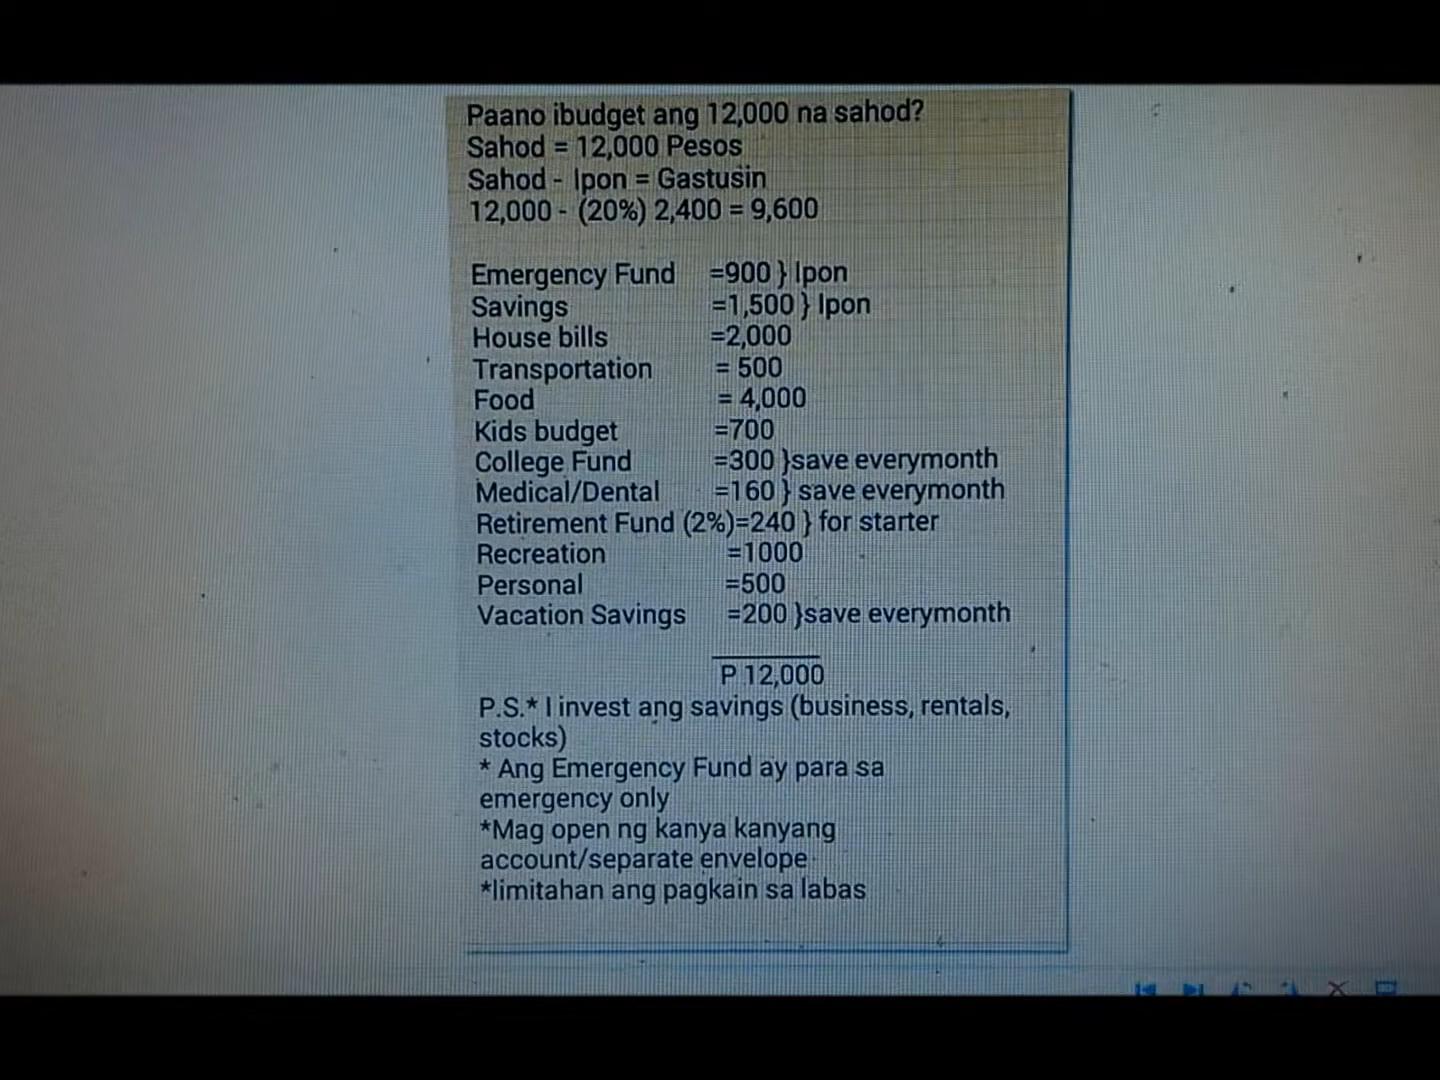 Paano ibudget ang 12,000 na sahod?
Sahod = 12,000 Pesos
Sahod - Ipon = Gastusin
12,000 - (20%) 2,400 = 9,600
Emergency Fund =900 } Ipon
Savings =1,500 } Ipon
House bills =2,000
Transportation = 500
Food = 4,000
Kids budget =700
College Fund =300 }save everymonth
Medical/Dental =160 } save everymonth
Retirement Fund (2%)=240 } for starter
Recreation =1000
Personal =500
Vacation Savings =200 }save everymonth
P 12,000
P.S.* I invest ang savings (business, rentals,
stocks)
* Ang Emergency Fund ay para sa
emergency only
*Mag open ng kanya kanyang
account/separate envelope
*limitahan ang pagkain sa labas